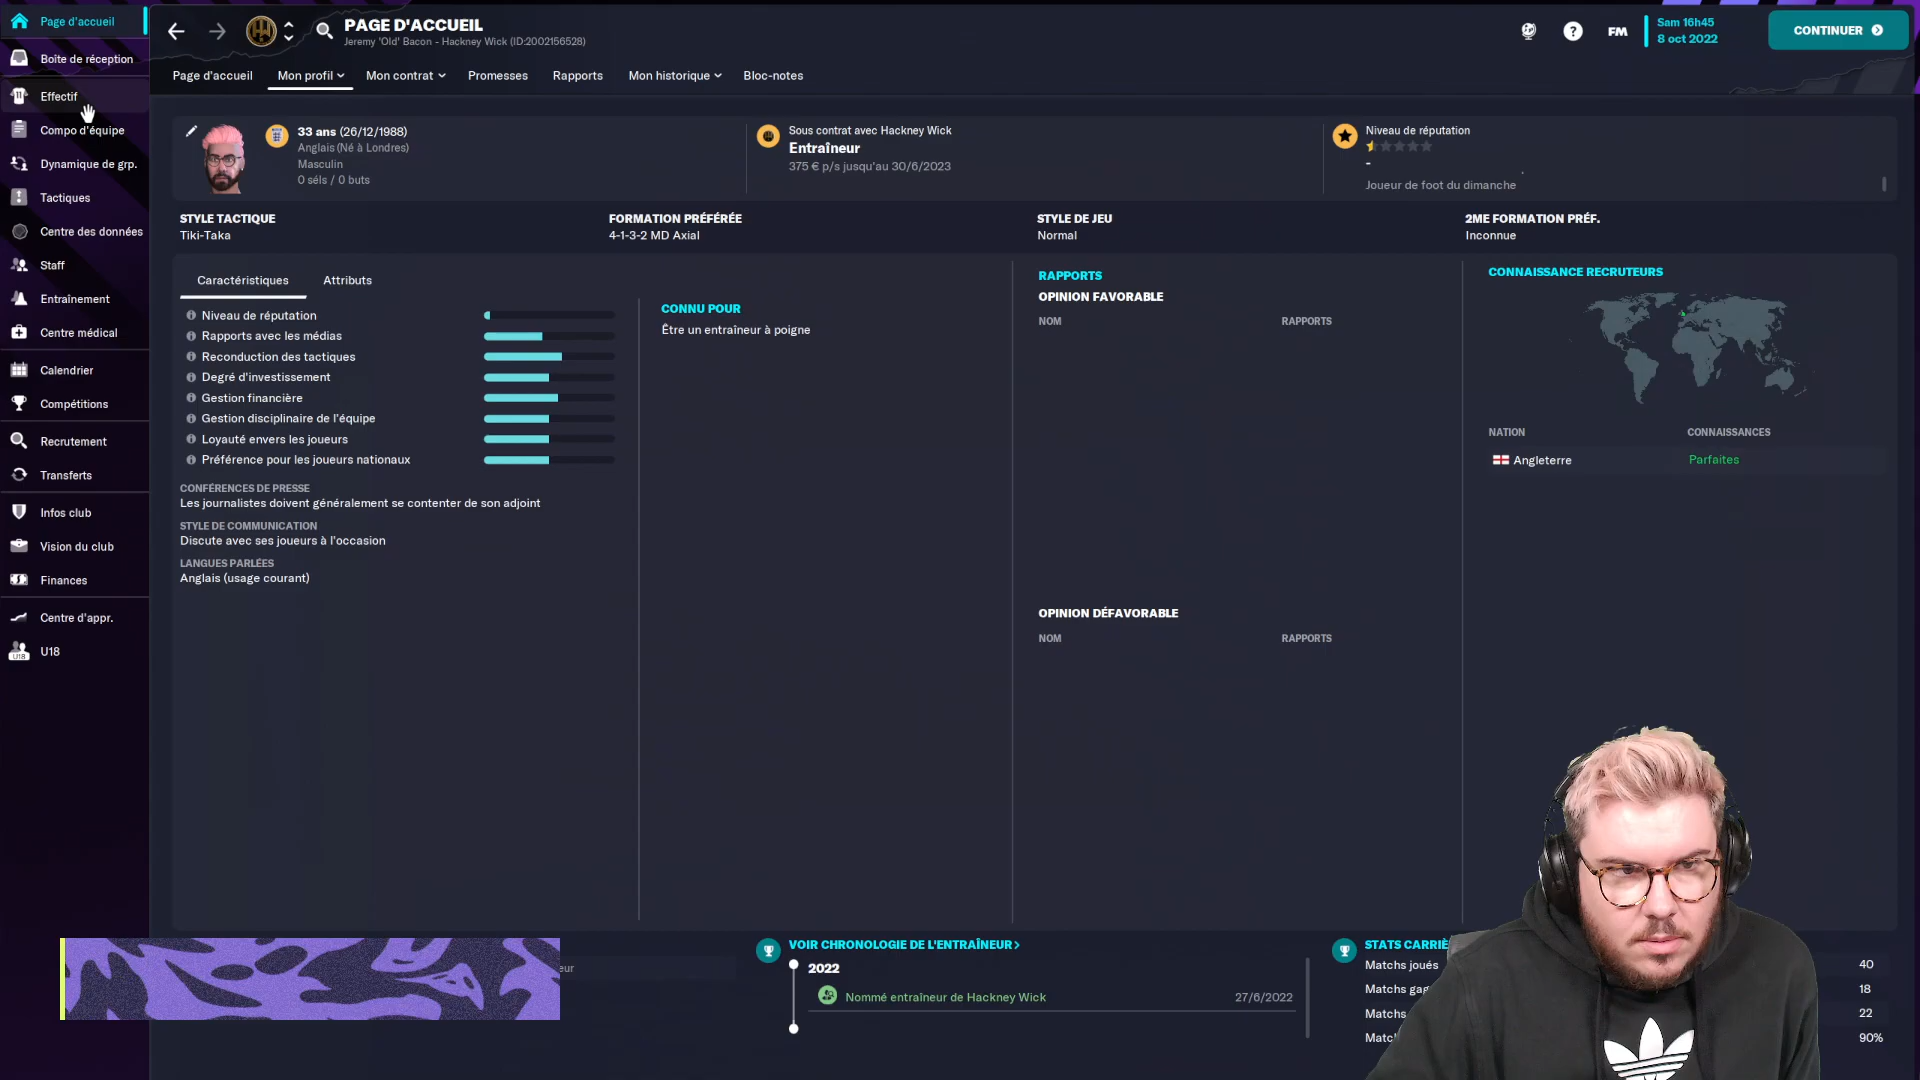 Page d'accueil
Boîte de réception
Effectif
Compo d'équipe
Dynamique de grp.
Tactiques
Centre des données
Staff
Entraînement
Centre médical
Calendrier
Compétitions
Recrutement
Transferts
Infos club
Vision du club
Finances
Centre d'appr.
U18
U18
PAGE D'ACCUEIL
Jeremy 'Old' Bacon - Hackney Wick (ID:2002156528)
FM
Sam 16h45
8 oct 2022
CONTINUER
Page d'accueil
Mon profil
Mon contrat
Promesses
Rapports
Mon historique
Bloc-notes
33 ans (26/12/1988)
Anglais (Né à Londres)
Masculin
0 séls / 0 buts
Sous contrat avec Hackney Wick
Entraîneur
375 € p/s jusqu'au 30/6/2023
Niveau de réputation
-
Joueur de foot du dimanche
STYLE TACTIQUE
Tiki-Taka
FORMATION PRÉFÉRÉE
4-1-3-2 MD Axial
STYLE DE JEU
Normal
2ME FORMATION PRÉF.
Inconnue
Caractéristiques
Attributs
Niveau de réputation
Rapports avec les médias
Reconduction des tactiques
Degré d'investissement
Gestion financière
Gestion disciplinaire de l'équipe
Loyauté envers les joueurs
Préférence pour les joueurs nationaux
CONFÉRENCES DE PRESSE
Les journalistes doivent généralement se contenter de son adjoint
STYLE DE COMMUNICATION
Discute avec ses joueurs à l'occasion
LANGUES PARLÉES
Anglais (usage courant)
CONNU POUR
Être un entraîneur à poigne
RAPPORTS
OPINION FAVORABLE
NOM RAPPORTS
OPINION DÉFAVORABLE
NOM RAPPORTS
CONNAISSANCE RECRUTEURS
NATION CONNAISSANCES
Angleterre Parfaites
eur
VOIR CHRONOLOGIE DE L'ENTRAÎNEUR>
2022
Nommé entraîneur de Hackney Wick 27/6/2022
STATS CARRIÈ
Matchs joués 40
Matchs gag 18
Matchs 22
Matc 90%